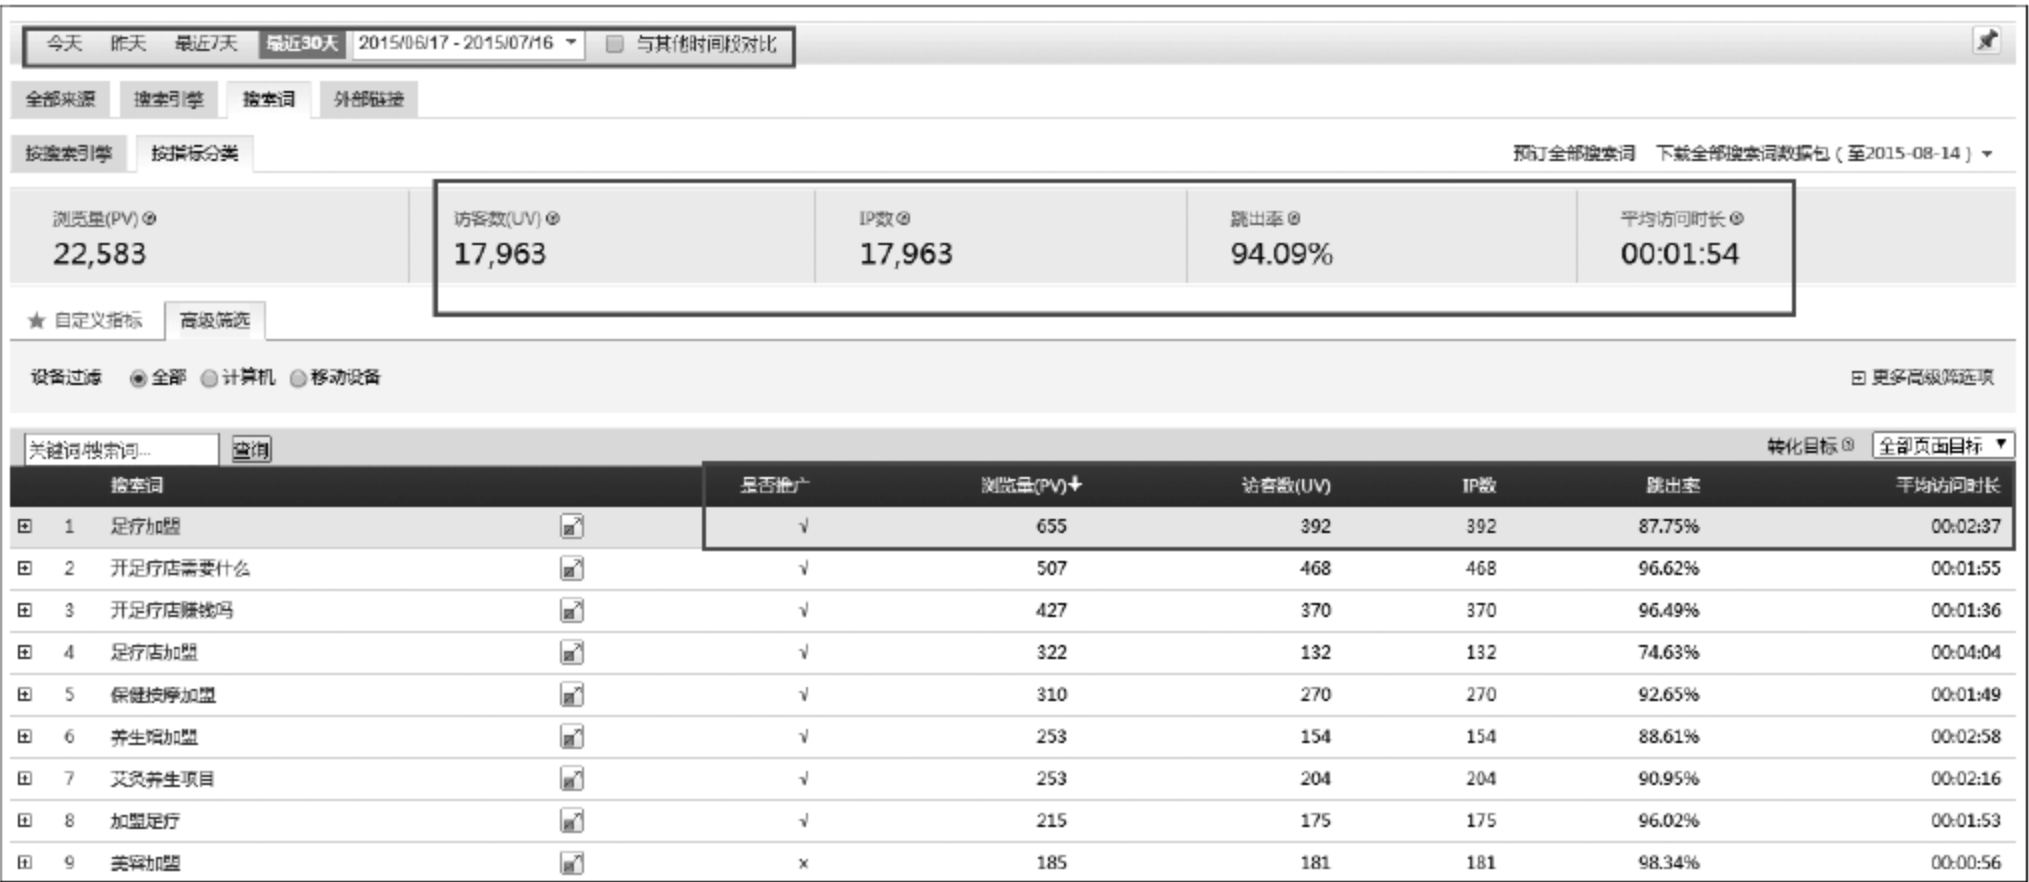 今天 昨天 最近7天 最近30天 2015/06/17 - 2015/07/16 与其他时间段对比
全部来源 搜索引擎 搜索词 外部链接
按搜索引擎 按指标分类 预订全部搜索词 下载全部搜索词数据包 ( 至2015-08-14 )
浏览量(PV) 访客数(UV) IP数 跳出率 平均访问时长
22,583 17,963 17,963 94.09% 00:01:54
自定义指标 高级筛选
设备过滤 全部 计算机 移动设备 更多高级筛选项
关键词/搜索词... 查询 转化目标 全部页面目标
搜索词 是否推广 浏览量(PV) 访客数(UV) IP数 跳出率 平均访问时长
1 足疗加盟 √ 655 392 392 87.75% 00:02:37
2 开足疗店需要什么 √ 507 468 468 96.62% 00:01:55
3 开足疗店赚钱吗 √ 427 370 370 96.49% 00:01:36
4 足疗店加盟 √ 322 132 132 74.63% 00:04:04
5 保健按摩加盟 √ 310 270 270 92.65% 00:01:49
6 养生馆加盟 √ 253 154 154 88.61% 00:02:58
7 艾灸养生项目 √ 253 204 204 90.95% 00:02:16
8 加盟足疗 √ 215 175 175 96.02% 00:01:53
9 美容加盟 × 185 181 181 98.34% 00:00:56